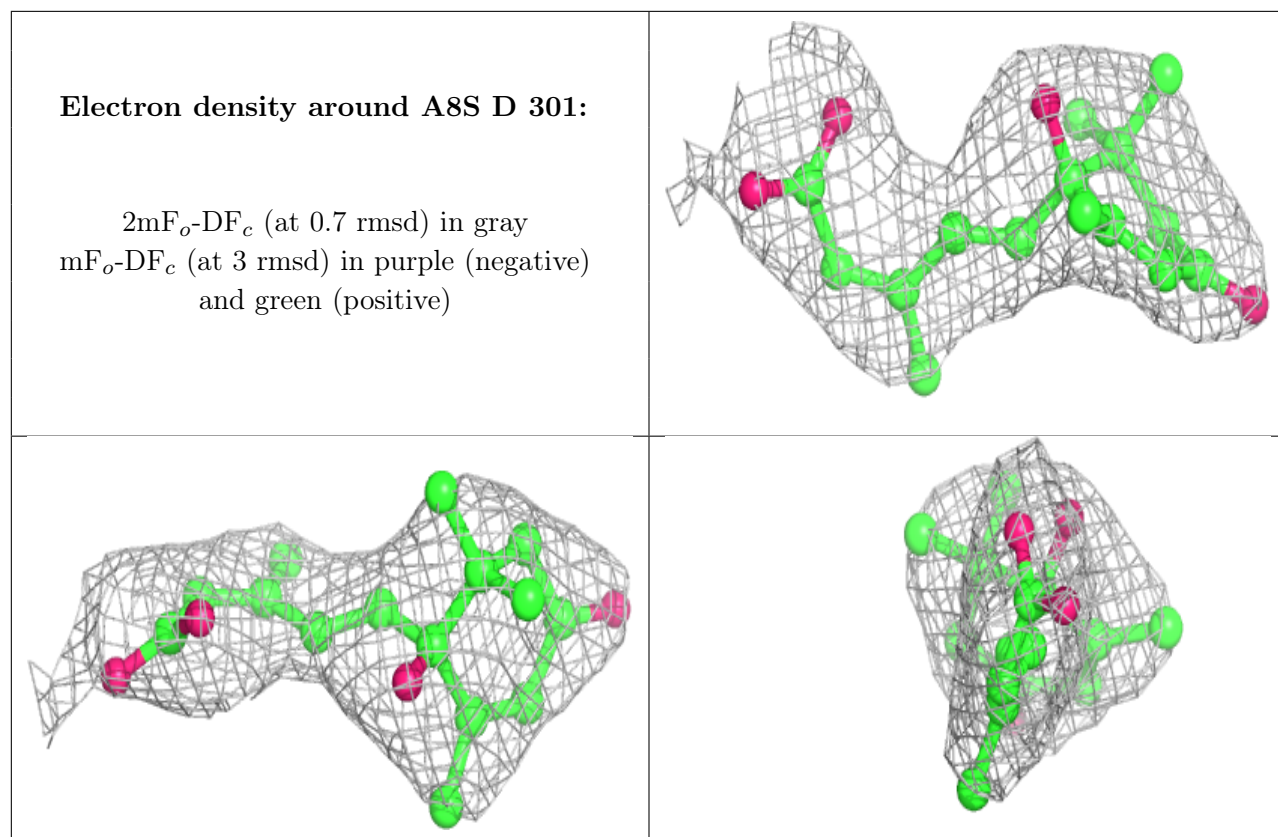 Electron density around A8S D 301:
2mFo-DFc (at 0.7 rmsd) in gray
mFo-DFc (at 3 rmsd) in purple (negative)
and green (positive)